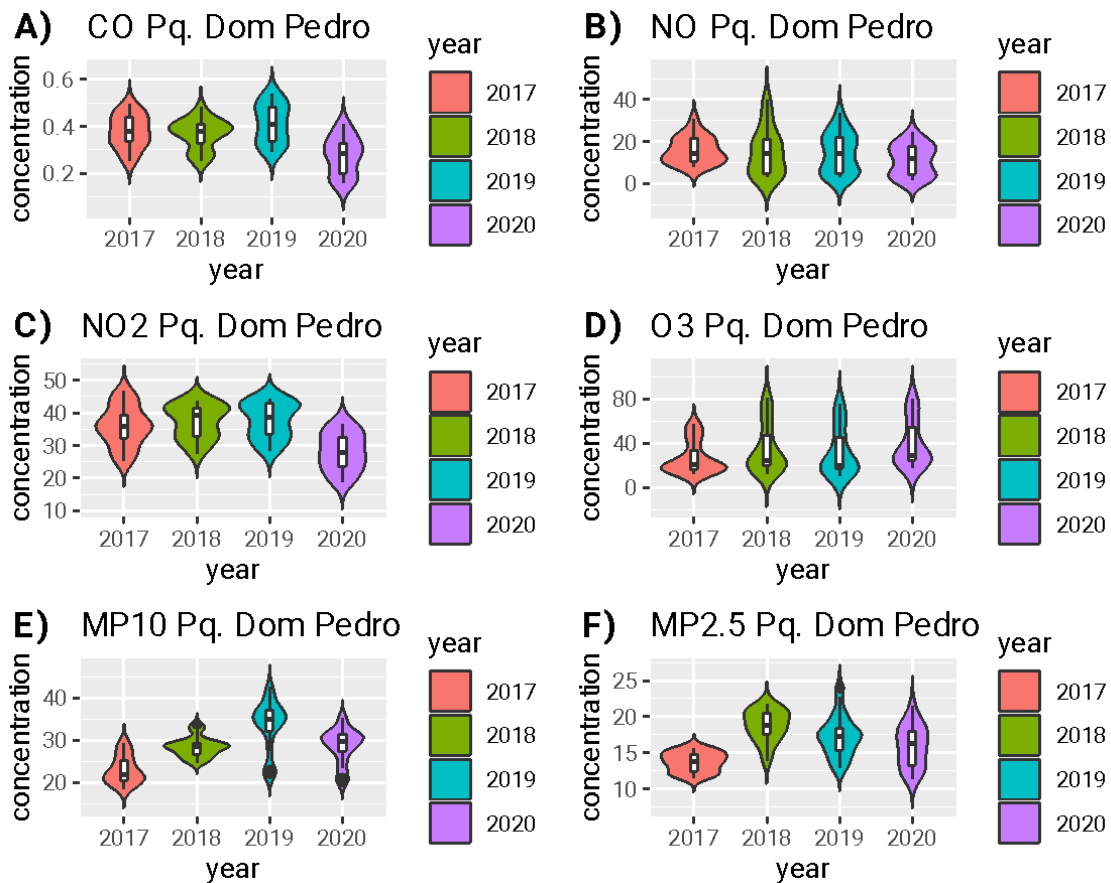 A) CO Pq. Dom Pedro
concentration
0.6
0.4
0.2
2017 2018 2019 2020
year
year
2017
2018
2019
2020
B) NO Pq. Dom Pedro
concentration
40
20
0
2017 2018 2019 2020
year
year
2017
2018
2019
2020
C) NO2 Pq. Dom Pedro
concentration
50
40
30
20
10
2017 2018 2019 2020
year
year
2017
2018
2019
2020
D) O3 Pq. Dom Pedro
concentration
80
40
0
2017 2018 2019 2020
year
year
2017
2018
2019
2020
E) MP10 Pq. Dom Pedro
concentration
40
30
20
2017 2018 2019 2020
year
year
2017
2018
2019
2020
F) MP2.5 Pq. Dom Pedro
concentration
25
20
15
10
2017 2018 2019 2020
year
year
2017
2018
2019
2020